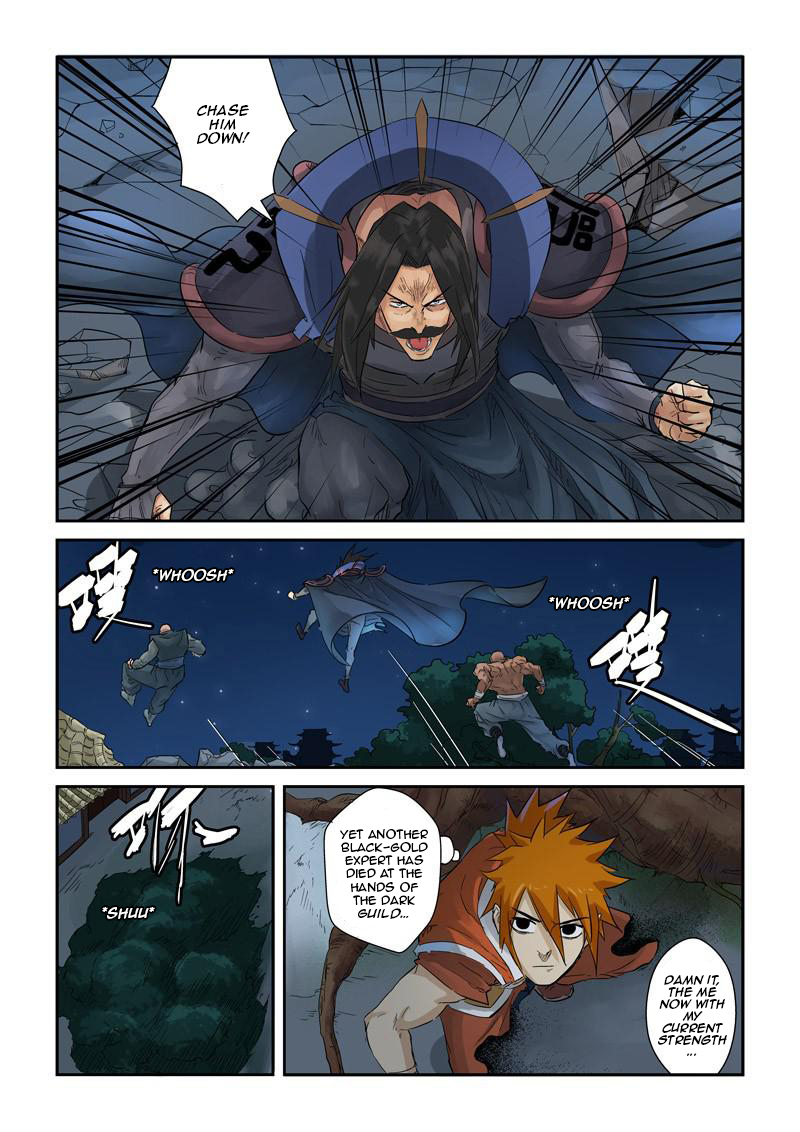 CHASE
HIM
DOWN!
*WHOOSH*
*WHOOSH*
*SHUU*
YET ANOTHER
BLACK-GOLD
EXPERT HAS
DIED AT THE
HANDS OF
THE DARK
GUILD...
DAMN IT,
THE ME
NOW WITH
MY
CURRENT
STRENGTH
...